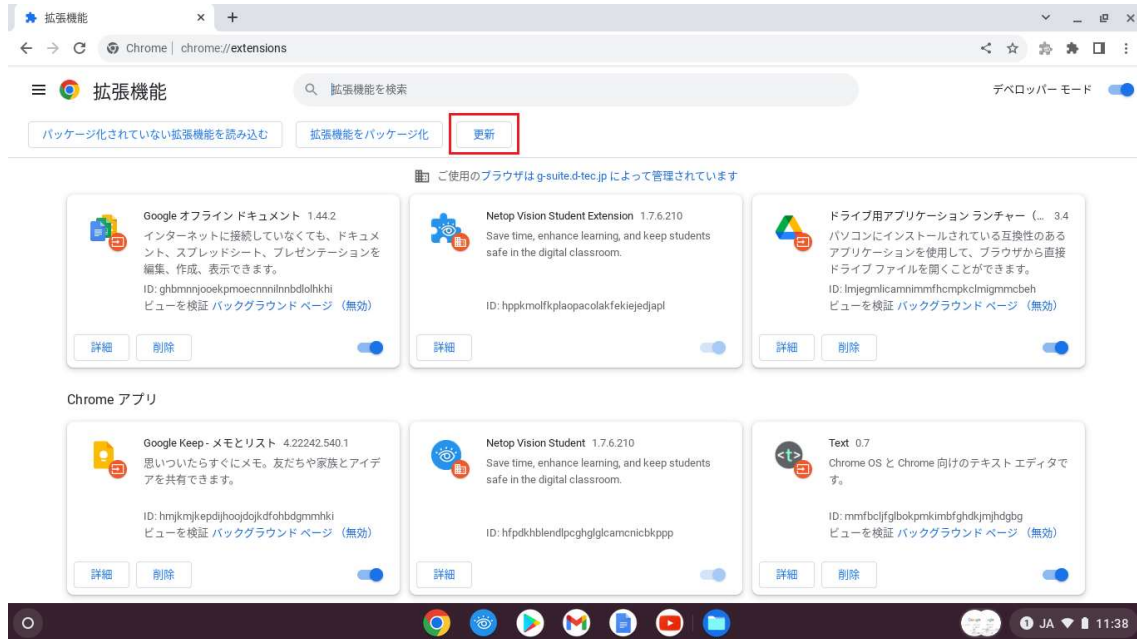 拡張機能
Chrome | chrome://extensions
拡張機能
拡張機能を検索
デベロッパー モード
パッケージ化されていない拡張機能を読み込む
拡張機能をパッケージ化
更新
ご使用のブラウザは g-suite.d-tec.jp によって管理されています
Google オフライン ドキュメント 1.44.2
インターネットに接続していなくても、ドキュメ
ント、スプレッドシート、プレゼンテーションを
編集、作成、表示できます。
ID: ghbmnnjooekpmoecnnnilnnbdlolhkhi
ビューを検証 バックグラウンド ページ （無効）
詳細
削除
Netop Vision Student Extension 1.7.6.210
Save time, enhance learning, and keep students
safe in the digital classroom.
ID: hppkmolfkplaopacolakfekiejedjapl
詳細
ドライブ用アプリケーション ランチャー（... 3.4
パソコンにインストールされている互換性のある
アプリケーションを使用して、ブラウザから直接
ドライブ ファイルを開くことができます。
ID: lmjegmlicamnimmfhcmpkclmigmmcbeh
ビューを検証 バックグラウンド ページ （無効）
詳細
削除
Chrome アプリ
Google Keep - メモとリスト 4.22242.540.1
思いついたらすぐにメモ。友だちや家族とアイデ
アを共有できます。
ID: hmjkmjkepdijhoojdojkdfohbdgmmhki
ビューを検証 バックグラウンド ページ （無効）
詳細
削除
Netop Vision Student 1.7.6.210
Save time, enhance learning, and keep students
safe in the digital classroom.
ID: hfpdkhblendlpcghglglcamcnicbkppp
詳細
<t>
Text 0.7
Chrome OS と Chrome 向けのテキスト エディタで
す。
ID: mmfbcljfglbokpmkimbfghdkjmjhdgbg
ビューを検証 バックグラウンド ページ （無効）
詳細
削除
1 JA 11:38